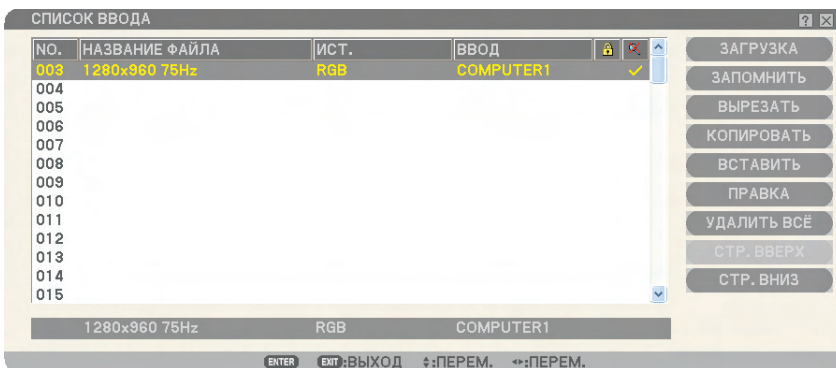 СПИСОК ВВОДА
NO. НАЗВАНИЕ ФАЙЛА ИСТ. ВВОД
003 1280x960 75Hz RGB COMPUTER1
004
005
006
007
008
009
010
011
012
013
014
015
1280x960 75Hz RGB COMPUTER1
ЗАГРУЗКА
ЗАПОМНИТЬ
ВЫРЕЗАТЬ
КОПИРОВАТЬ
ВСТАВИТЬ
ПРАВКА
УДАЛИТЬ ВСЁ
СТР. ВВЕРХ
СТР. ВНИЗ
ENTER EXIT:ВЫХОД :ПЕРЕМ. :ПЕРЕМ.